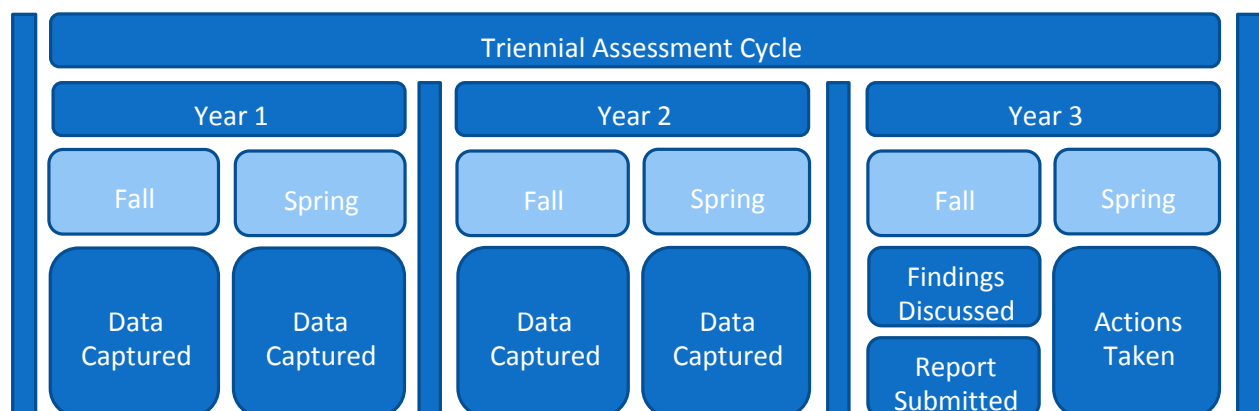 Triennial Assessment Cycle
Year 1
Year 2
Year 3
Fall
Spring
Fall
Spring
Fall
Spring
Data
Captured
Data
Captured
Data
Captured
Data
Captured
Findings
Discussed
Report
Submitted
Actions
Taken